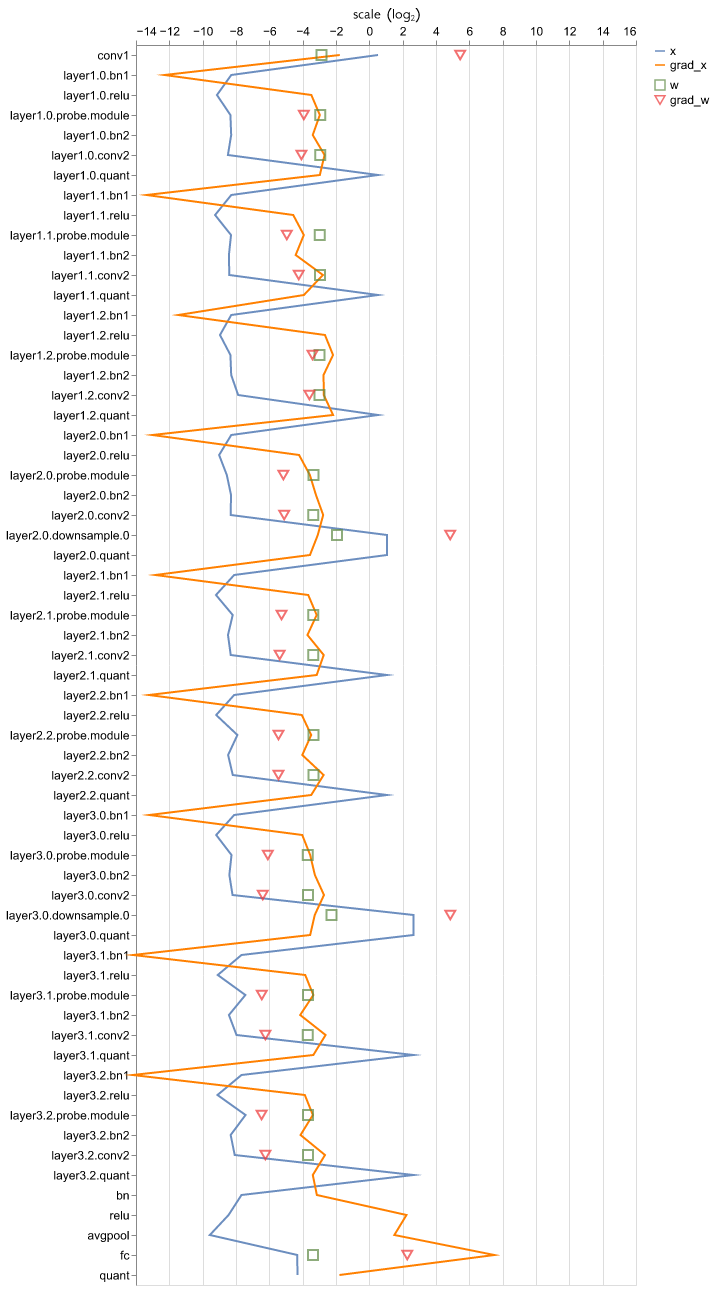 scale (log₂)
−14 −12 −10 −8 −6 −4 −2 0 2 4 6 8 10 12 14 16
x
grad_x
w
grad_w
conv1
layer1.0.bn1
layer1.0.relu
layer1.0.probe.module
layer1.0.bn2
layer1.0.conv2
layer1.0.quant
layer1.1.bn1
layer1.1.relu
layer1.1.probe.module
layer1.1.bn2
layer1.1.conv2
layer1.1.quant
layer1.2.bn1
layer1.2.relu
layer1.2.probe.module
layer1.2.bn2
layer1.2.conv2
layer1.2.quant
layer2.0.bn1
layer2.0.relu
layer2.0.probe.module
layer2.0.bn2
layer2.0.conv2
layer2.0.downsample.0
layer2.0.quant
layer2.1.bn1
layer2.1.relu
layer2.1.probe.module
layer2.1.bn2
layer2.1.conv2
layer2.1.quant
layer2.2.bn1
layer2.2.relu
layer2.2.probe.module
layer2.2.bn2
layer2.2.conv2
layer2.2.quant
layer3.0.bn1
layer3.0.relu
layer3.0.probe.module
layer3.0.bn2
layer3.0.conv2
layer3.0.downsample.0
layer3.0.quant
layer3.1.bn1
layer3.1.relu
layer3.1.probe.module
layer3.1.bn2
layer3.1.conv2
layer3.1.quant
layer3.2.bn1
layer3.2.relu
layer3.2.probe.module
layer3.2.bn2
layer3.2.conv2
layer3.2.quant
bn
relu
avgpool
fc
quant